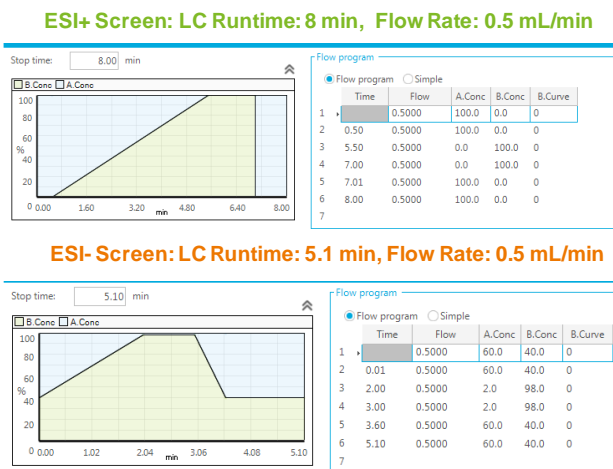 ESI+ Screen: LC Runtime: 8 min, Flow Rate: 0.5 mL/min
Stop time: 8.00 min
B.Conc A.Conc
100
80
60
%
40
20
0 0.00 1.60 3.20 4.80 6.40 8.00
min
Flow program
Flow program Simple
Time Flow A.Conc B.Conc B.Curve
1 0.5000 100.0 0.0 0
2 0.50 0.5000 100.0 0.0 0
3 5.50 0.5000 0.0 100.0 0
4 7.00 0.5000 0.0 100.0 0
5 7.01 0.5000 100.0 0.0 0
6 8.00 0.5000 100.0 0.0 0
7
ESI- Screen: LC Runtime: 5.1 min, Flow Rate: 0.5 mL/min
Stop time: 5.10 min
B.Conc A.Conc
100
80
60
%
40
20
0 0.00 1.02 2.04 3.06 4.08 5.10
min
Flow program
Flow program Simple
Time Flow A.Conc B.Conc B.Curve
1 0.5000 60.0 40.0 0
2 0.01 0.5000 60.0 40.0 0
3 2.00 0.5000 2.0 98.0 0
4 3.00 0.5000 2.0 98.0 0
5 3.60 0.5000 60.0 40.0 0
6 5.10 0.5000 60.0 40.0 0
7